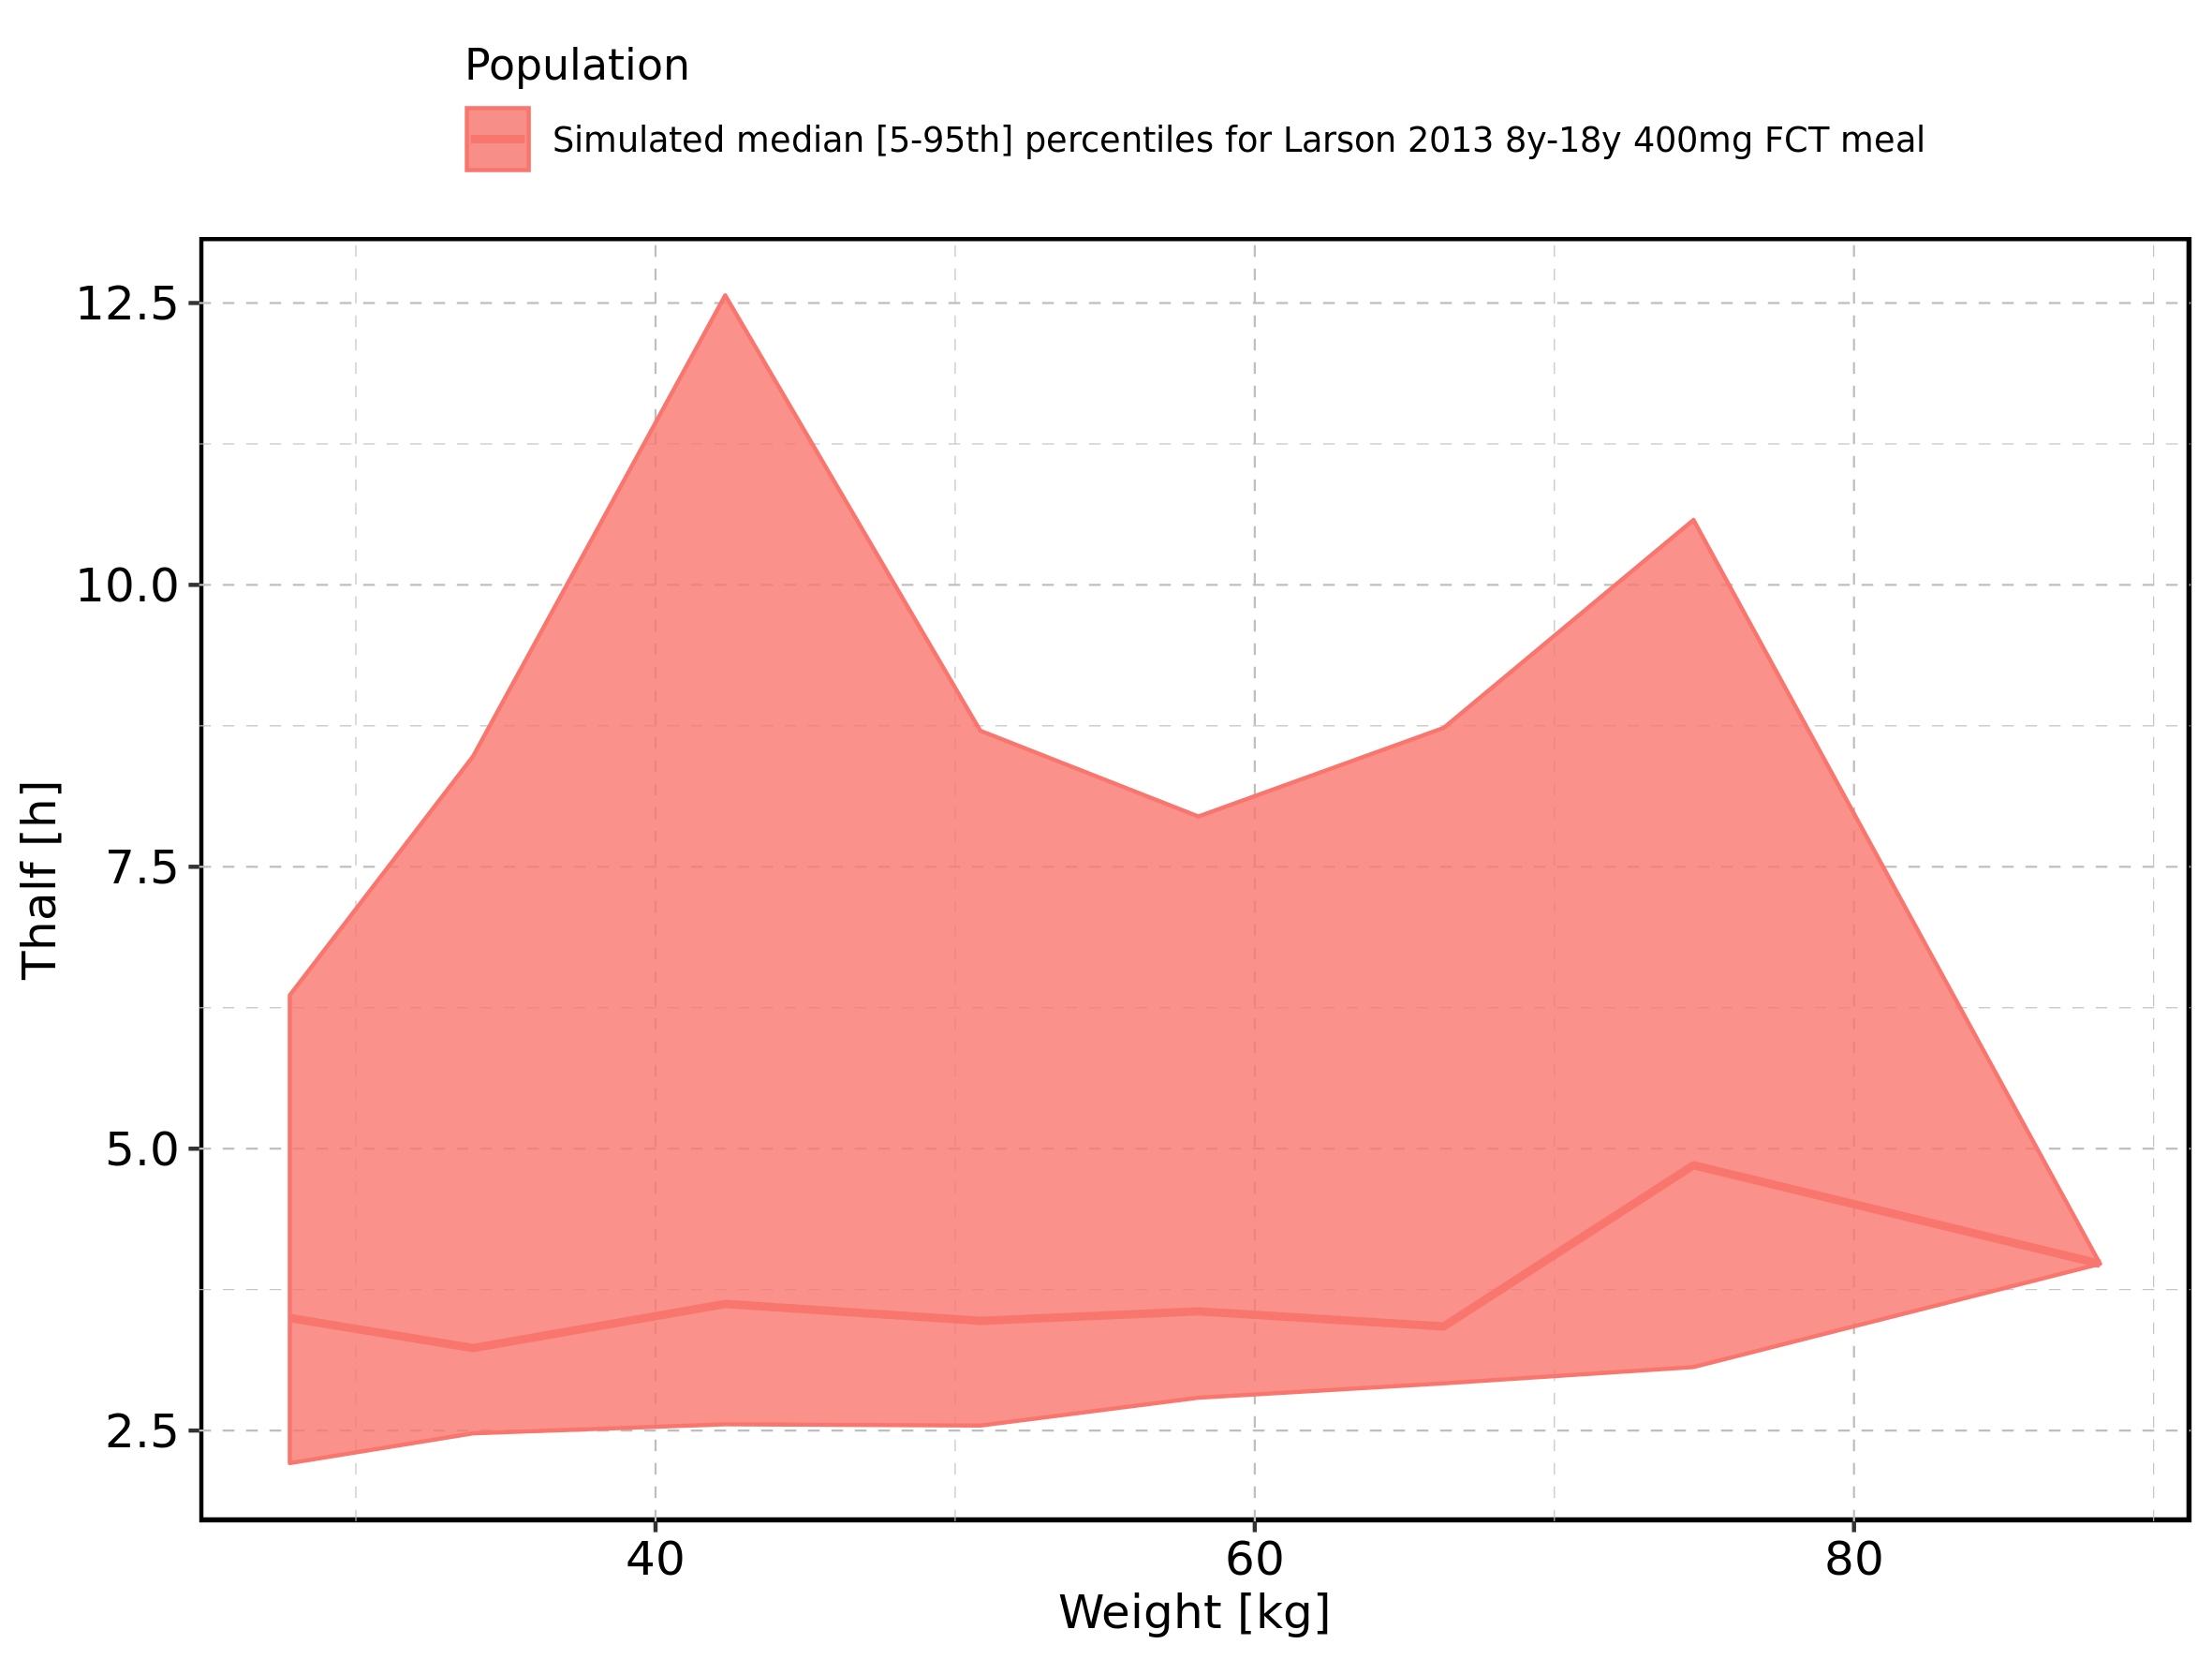 Population
Simulated median [5-95th] percentiles for Larson 2013 8y-18y 400mg FCT meal
12.5
10.0
7.5
5.0
2.5
Thalf [h]
40 60 80
Weight [kg]